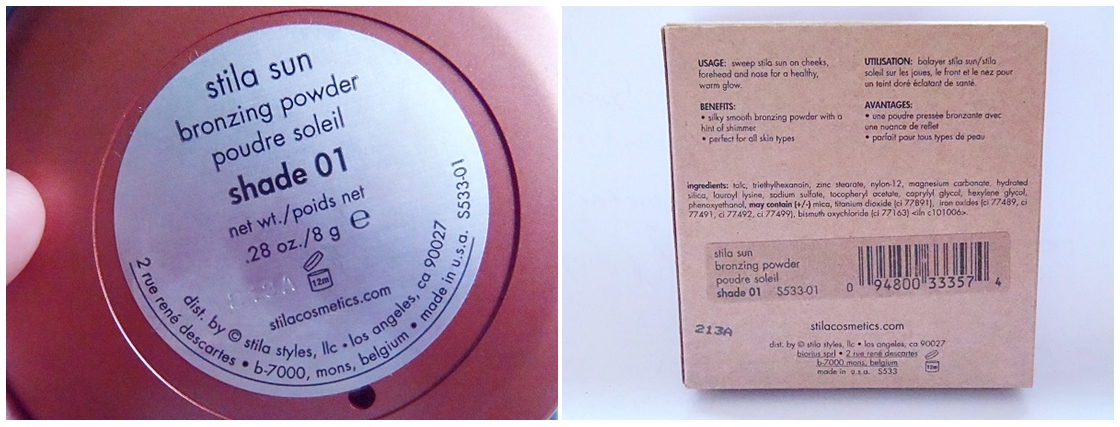 stila sun
bronzing powder
poudre soleil
shade 01
net wt./poids net
.28 oz./8 g e
12m
stilacosmetics.com
dist. by © stila styles, llc • los angeles, ca 90027
2 rue rené descartes • b-7000, mons, belgium • made in u.s.a. S533-01
USAGE: sweep stila sun on cheeks,
forehead and nose for a healthy,
warm glow.
BENEFITS:
• silky smooth bronzing powder with a
hint of shimmer
• perfect for all skin types
UTILISATION: balayer stila sun/stila
soleil sur les joues, le front et le nez pour
un teint doré éclatant de santé.
AVANTAGES:
• une poudre pressée bronzante avec
une nuance de reflet
• parfait pour tous types de peau
ingredients: talc, triethylhexanoin, zinc stearate, nylon-12, magnesium carbonate, hydrated
silica, lauroyl lysine, sodium sulfate, tocopheryl acetate, caprylyl glycol, hexylene glycol,
phenoxyethanol, may contain (+/-) mica, titanium dioxide (ci 77891), iron oxides (ci 77489, ci
77491, ci 77492, ci 77499), bismuth oxychloride (ci 77163) <iln c101006>.
stila sun
bronzing powder
poudre soleil
shade 01 S533-01
0 94800 33357 4
213A
stilacosmetics.com
dist. by © stila styles, llc • los angeles, ca 90027
biorius sprl • 2 rue rené descartes
b-7000 mons, belgium
made in u.s.a. S533
12m